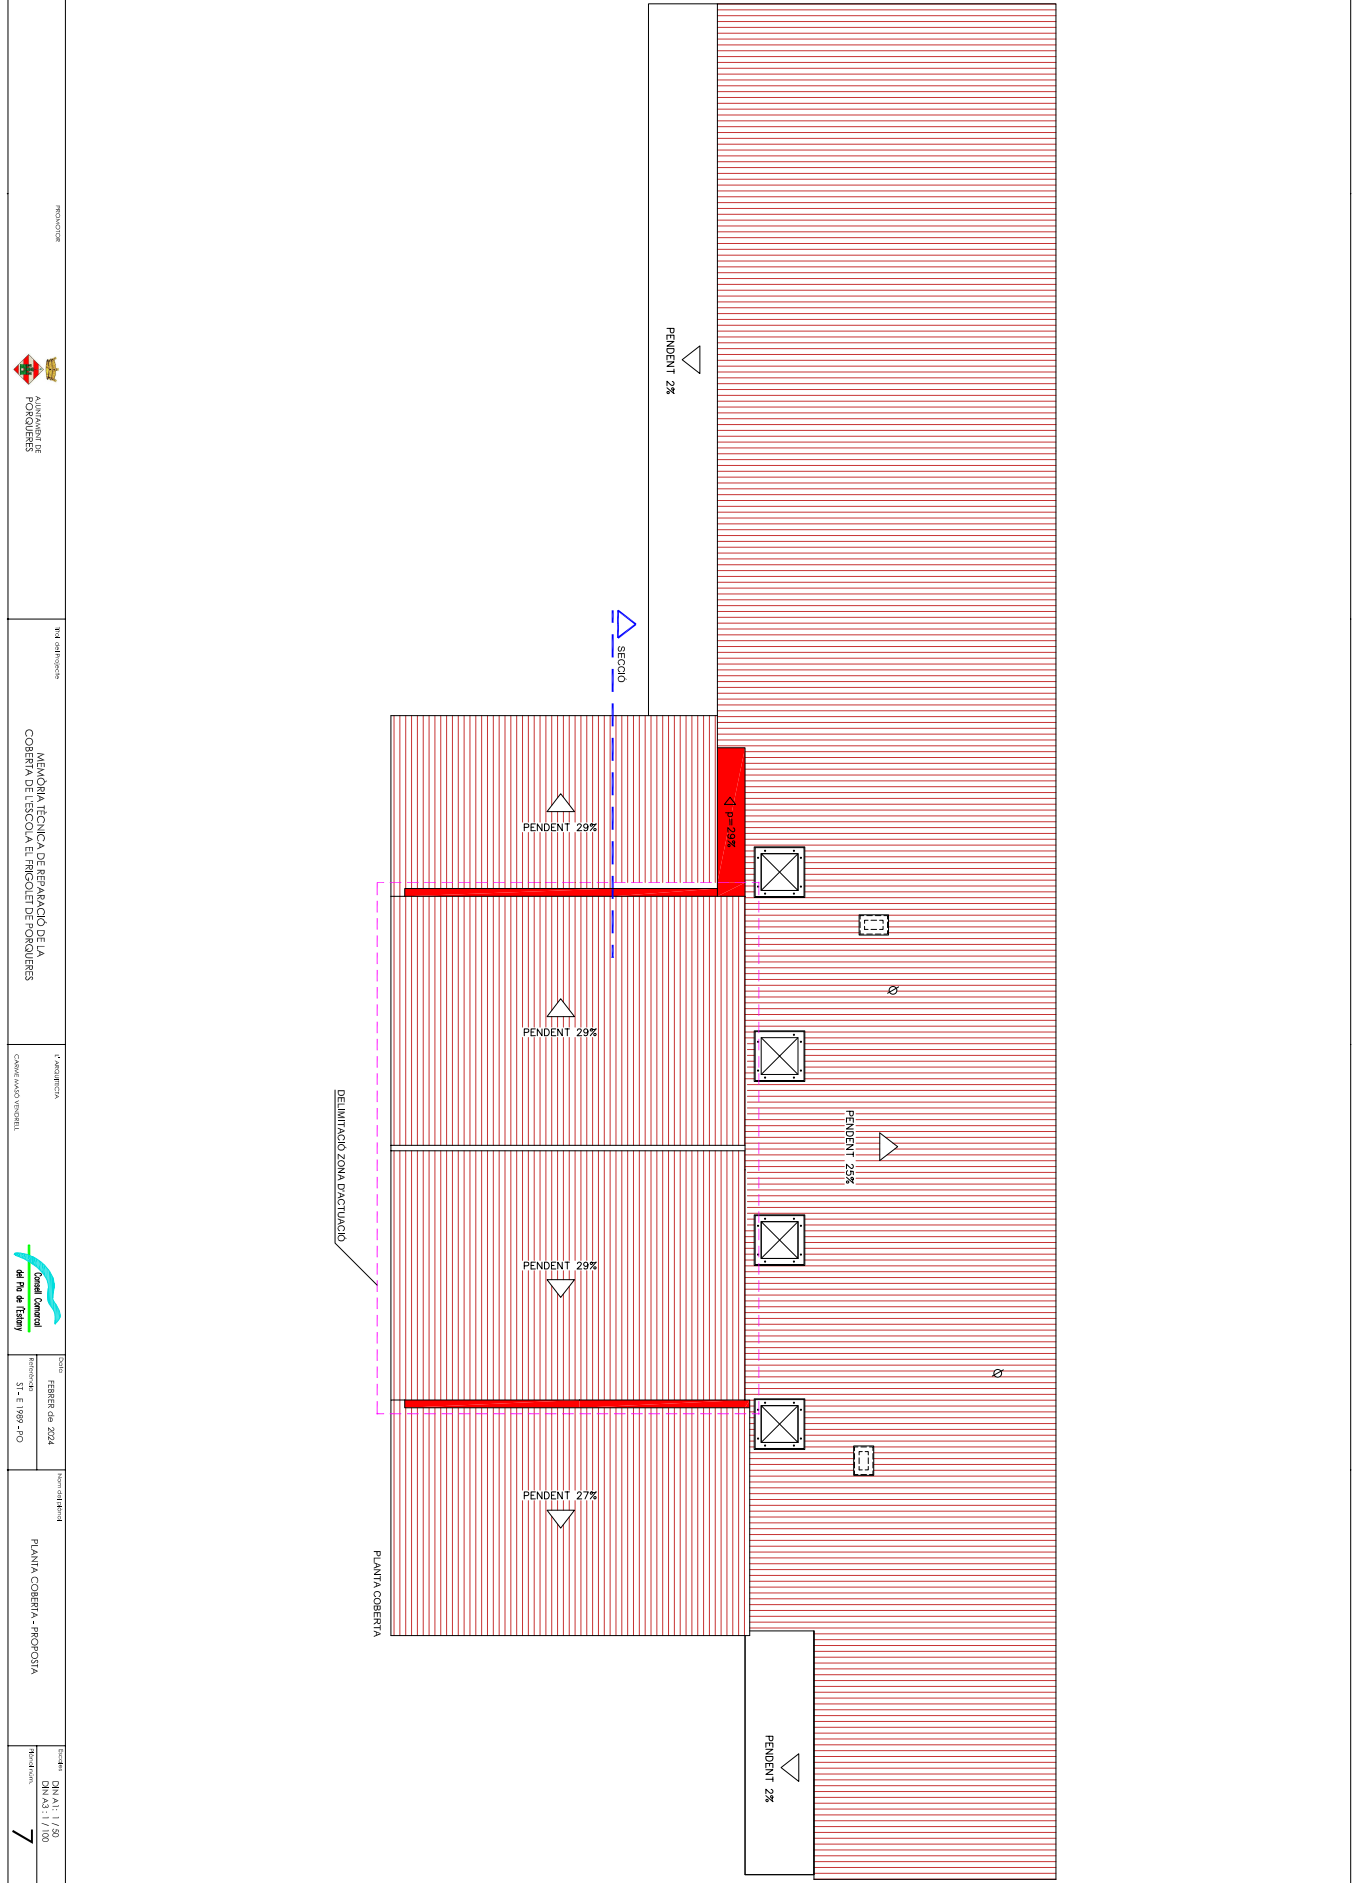 PENDENT 2%
SECCIÓ
PENDENT 29%
p=29%
PENDENT 29%
PENDENT 25%
DELIMITACIÓ ZONA D'ACTUACIÓ
PENDENT 29%
PENDENT 27%
PLANTA COBERTA
PENDENT 2%
PROMOTOR
AJUNTAMENT DE
PORQUERES
Títol del Projecte
MEMÒRIA TÈCNICA DE REPARACIÓ DE LA
COBERTA DE L'ESCOLA EL FRIGOLET DE PORQUERES
L' ARQUITECTA
CARME MASÓ VENDRELL
Consell Comarcal
del Pla de l'Estany
Data
FEBRER de 2024
Referència
ST - E 1989 - PO
Nom del plànol
PLANTA COBERTA - PROPOSTA
Escales
DIN A1: 1 / 50
DIN A3 : 1 / 100
Plànol núm.
7